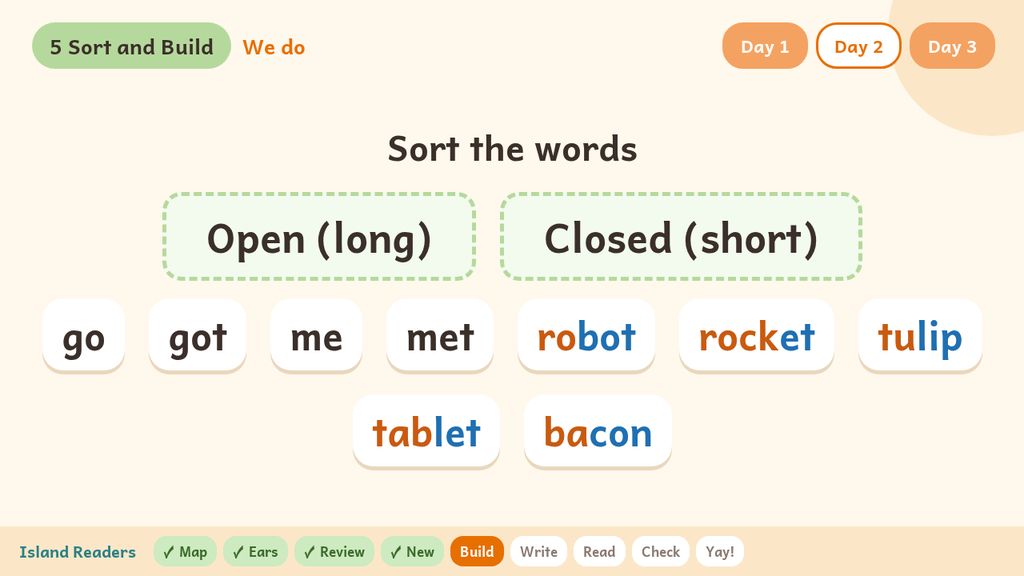 5 Sort and Build We do Day 1 Day 2 Day 3
Sort the words
Open (long) Closed (short)
go got me met robot rocket tulip
tablet bacon
Island Readers ✓ Map ✓ Ears ✓ Review ✓ New Build Write Read Check Yay!